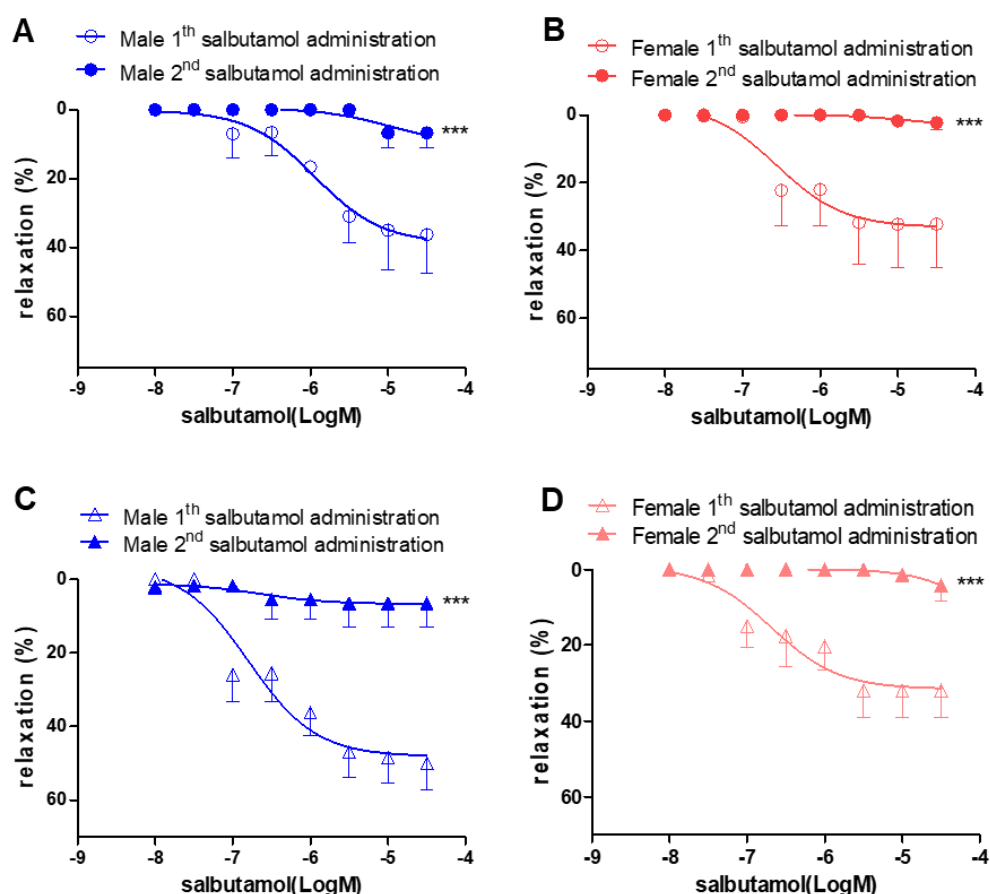 A
Male 1th salbutamol administration
Male 2nd salbutamol administration
0
20
40
60
relaxation (%)
***
-9 -8 -7 -6 -5 -4
salbutamol(LogM)
B
Female 1th salbutamol administration
Female 2nd salbutamol administration
0
20
40
60
relaxation (%)
***
-9 -8 -7 -6 -5 -4
salbutamol(LogM)
C
Male 1th salbutamol administration
Male 2nd salbutamol administration
0
20
40
60
relaxation (%)
***
-9 -8 -7 -6 -5 -4
salbutamol(LogM)
D
Female 1th salbutamol administration
Female 2nd salbutamol administration
0
20
40
60
relaxation (%)
***
-9 -8 -7 -6 -5 -4
salbutamol(LogM)